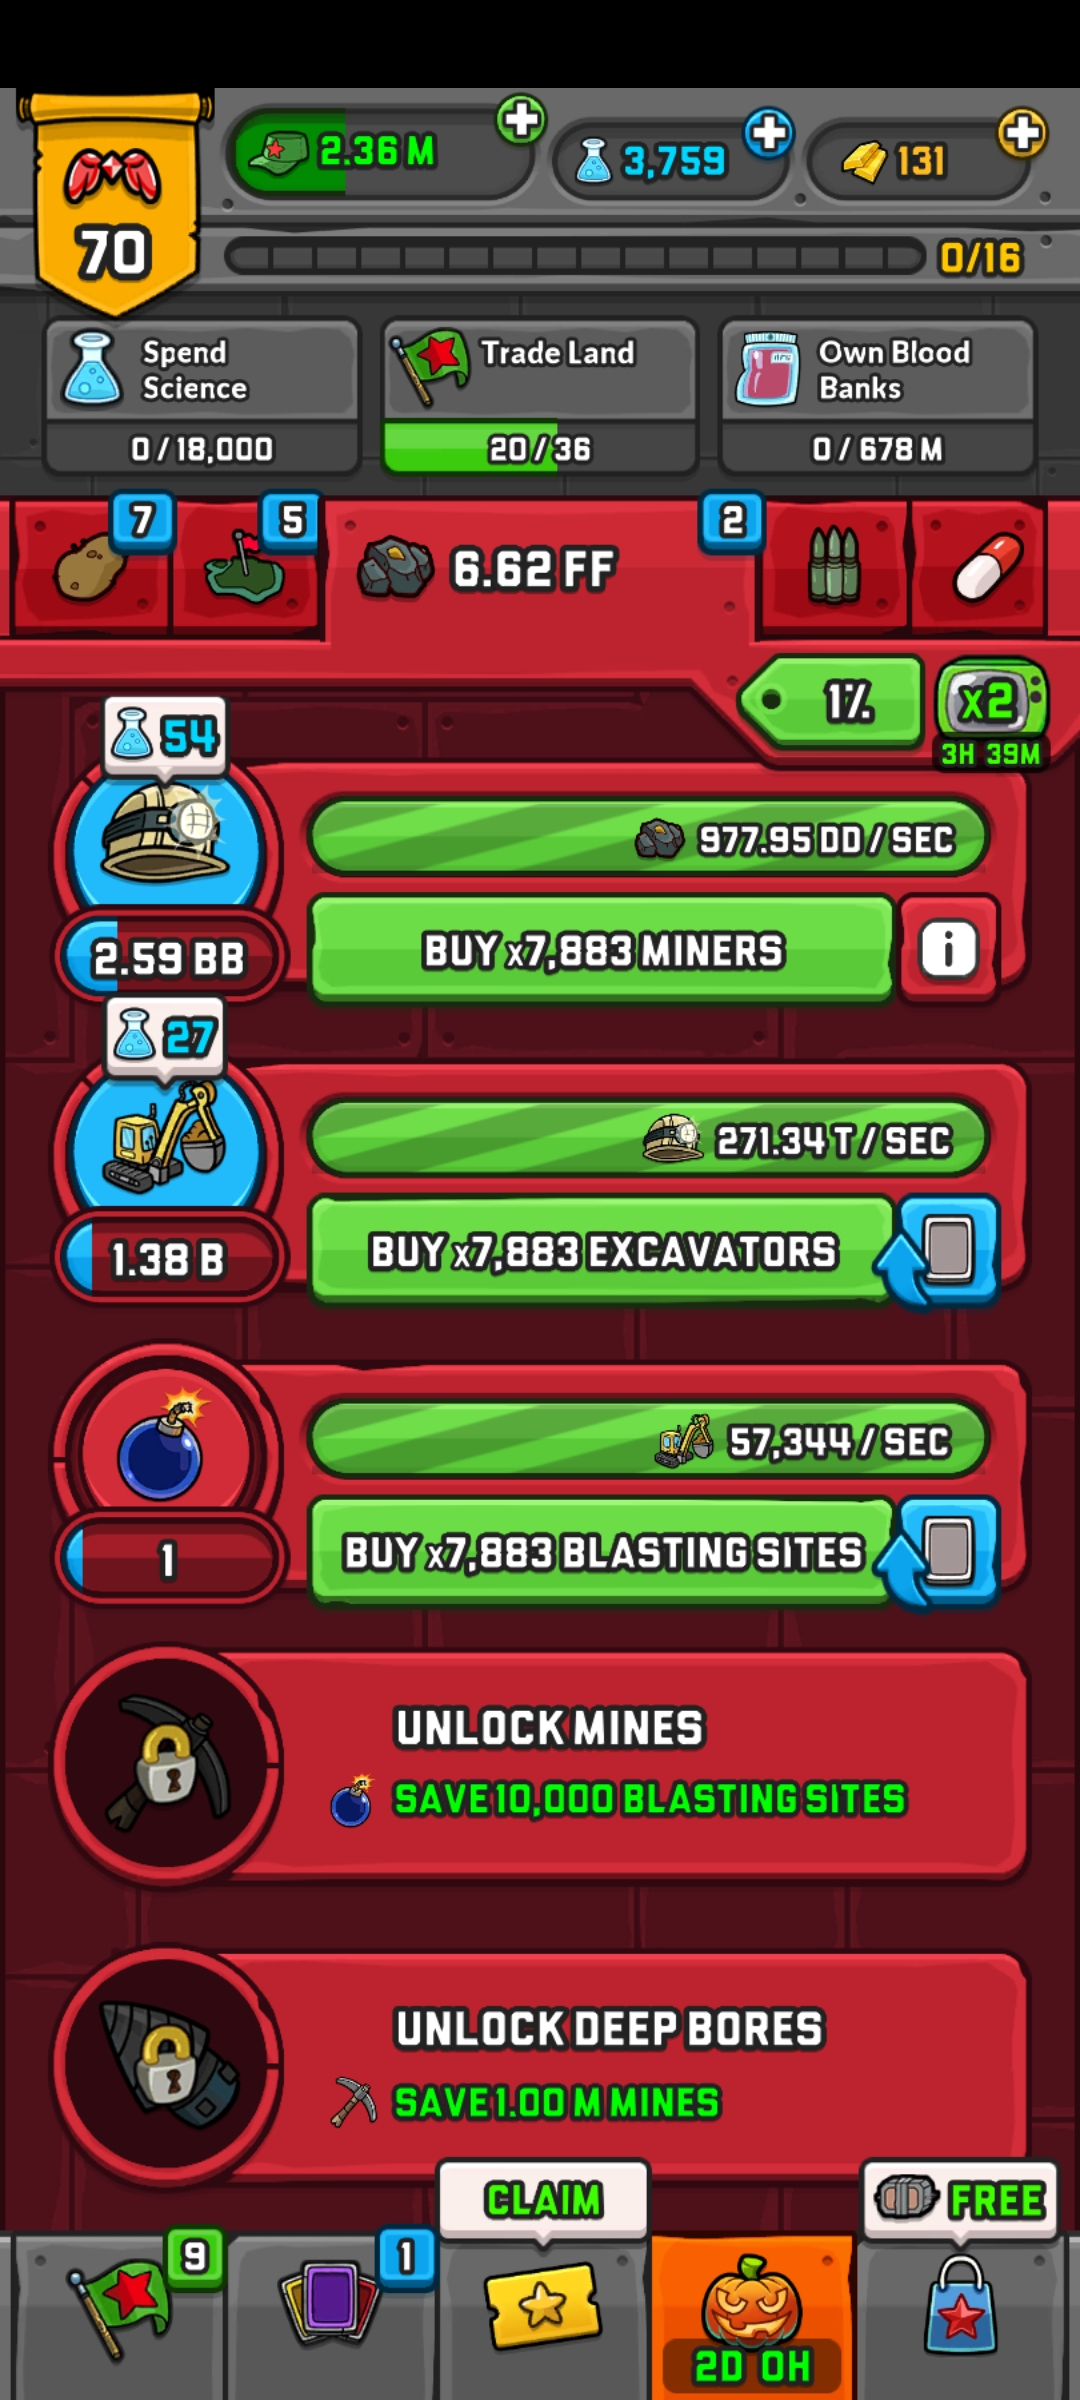 2.36 M
3,759
131
70
0/16
Spend
Science
0 / 18,000
Trade Land
20 / 36
Own Blood
Banks
0 / 678 M
7
5
6.62 FF
2
1%
x2
3H 39M
54
977.95 DD / SEC
2.59 BB
BUY x7,883 MINERS
i
27
271.34 T / SEC
1.38 B
BUY x7,883 EXCAVATORS
57,344 / SEC
1
BUY x7,883 BLASTING SITES
UNLOCK MINES
SAVE 10,000 BLASTING SITES
UNLOCK DEEP BORES
SAVE 1.00 M MINES
CLAIM
FREE
9
1
2D 0H